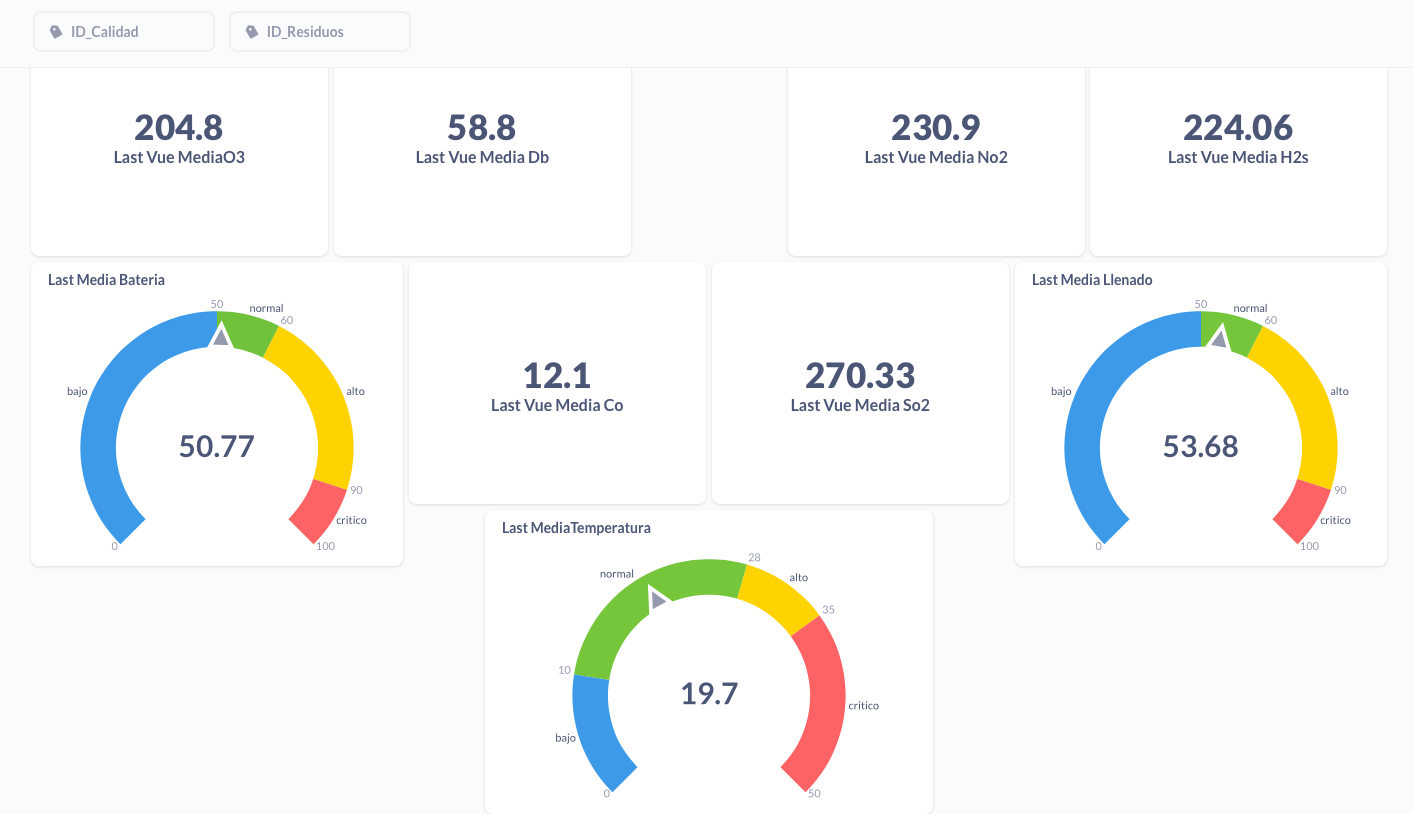 ID_Calidad
ID_Residuos
204.8
Last Vue MediaO3
58.8
Last Vue Media Db
230.9
Last Vue Media No2
224.06
Last Vue Media H2s
Last Media Bateria
50
normal
60
bajo
alto
50.77
90
critico
0
100
12.1
Last Vue Media Co
270.33
Last Vue Media So2
Last Media Llenado
50
normal
60
bajo
alto
53.68
90
critico
0
100
Last MediaTemperatura
28
normal
alto
35
10
19.7
critico
bajo
0
50